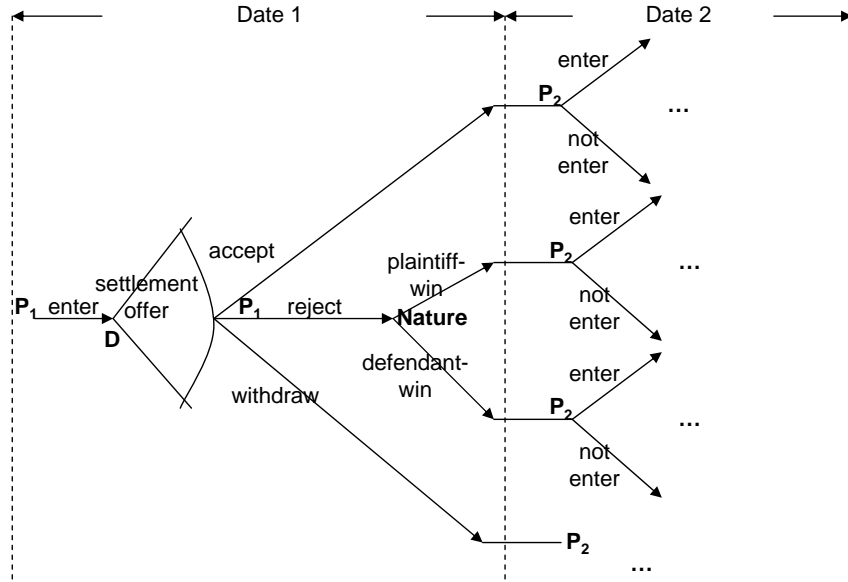 Date 1
Date 2
enter
P2
...
not
enter
enter
accept
P2
...
plaintiff-
win
settlement
offer
not
enter
P1 enter
D
P1
reject
Nature
defendant-
win
enter
withdraw
P2
...
not
enter
P2
...